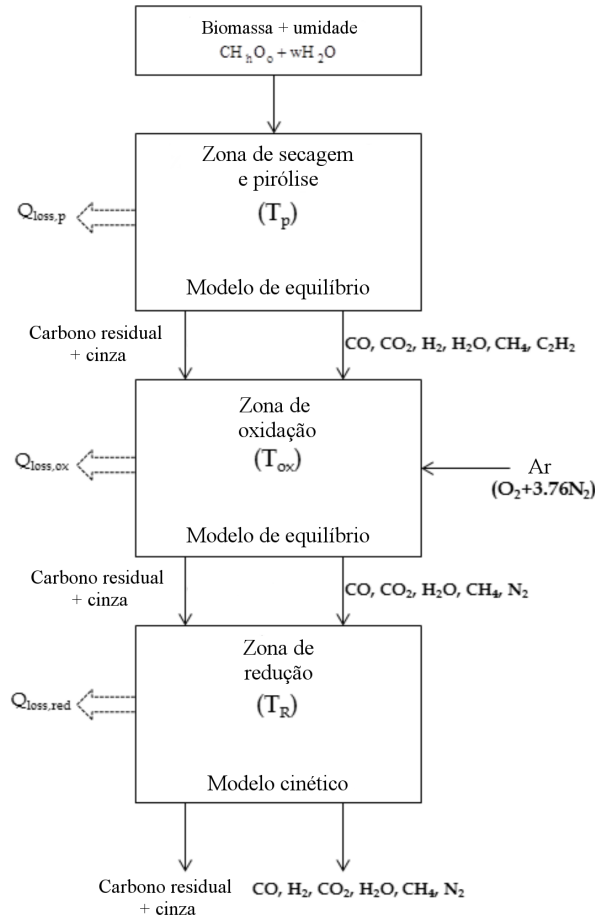 Biomassa + umidade
CHhOo + wH2O
Zona de secagem
e pirólise
(Tp)
Qloss,p
Modelo de equilíbrio
Carbono residual
+ cinza
CO, CO2, H2, H2O, CH4, C2H2
Zona de
oxidação
(Tox)
Qloss,ox
Ar
(O2+3.76N2)
Modelo de equilíbrio
Carbono residual
+ cinza
CO, CO2, H2O, CH4, N2
Zona de
redução
(TR)
Qloss,red
Modelo cinético
Carbono residual
+ cinza
CO, H2, CO2, H2O, CH4, N2